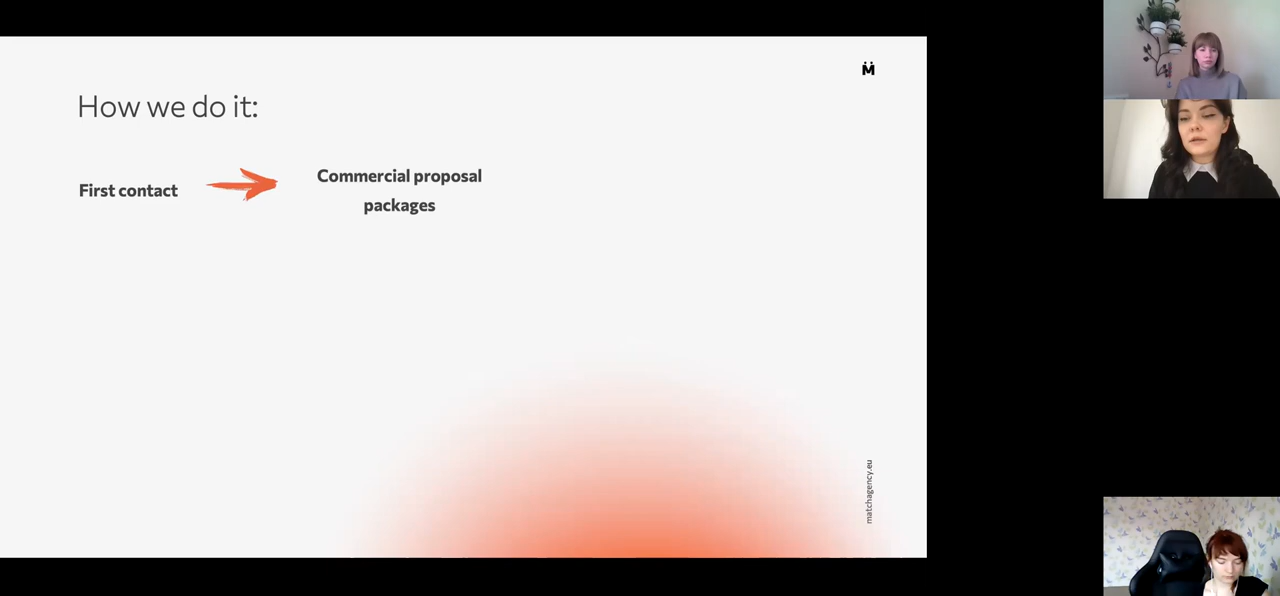 M̈
How we do it:
First contact
Commercial proposal
packages
matchagency.eu